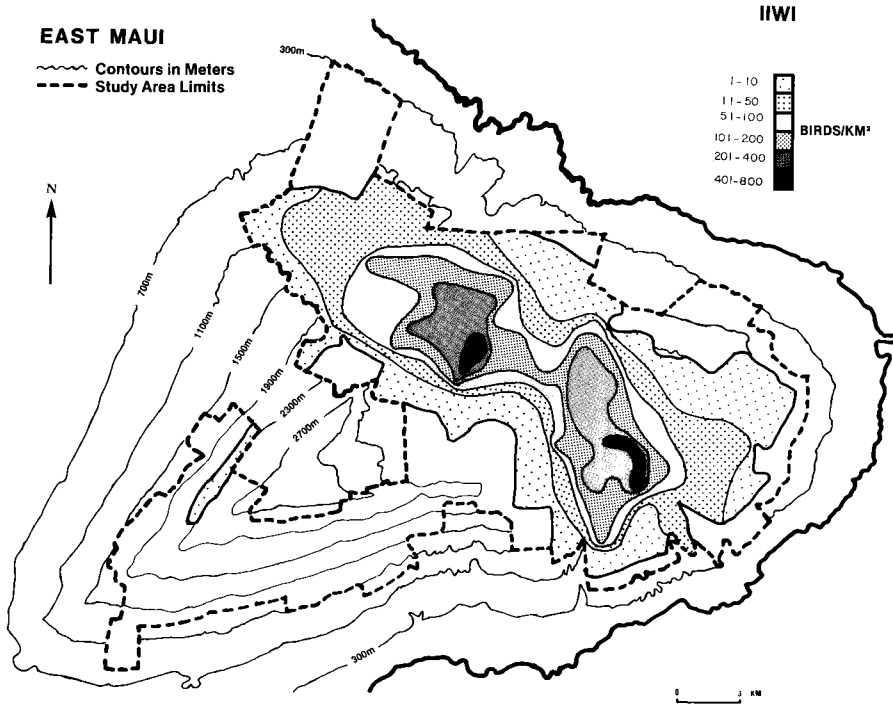 IIWI
EAST MAUI
Contours in Meters
Study Area Limits
300m
1-10
11-50
51-100
101-200
201-400
401-800
BIRDS/KM²
N
700m
1100m
1500m
1900m
2300m
2700m
300m
0 3 KM